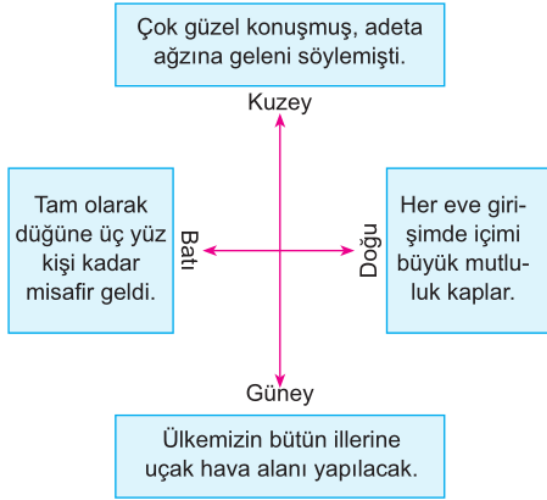 Çok güzel konuşmuş, adeta
ağzına geleni söylemişti.
Kuzey
Tam olarak
düğüne üç yüz
kişi kadar
misafir geldi.
Batı
Doğu
Her eve giri-
şimde içimi
büyük mutlu-
luk kaplar.
Güney
Ülkemizin bütün illerine
uçak hava alanı yapılacak.